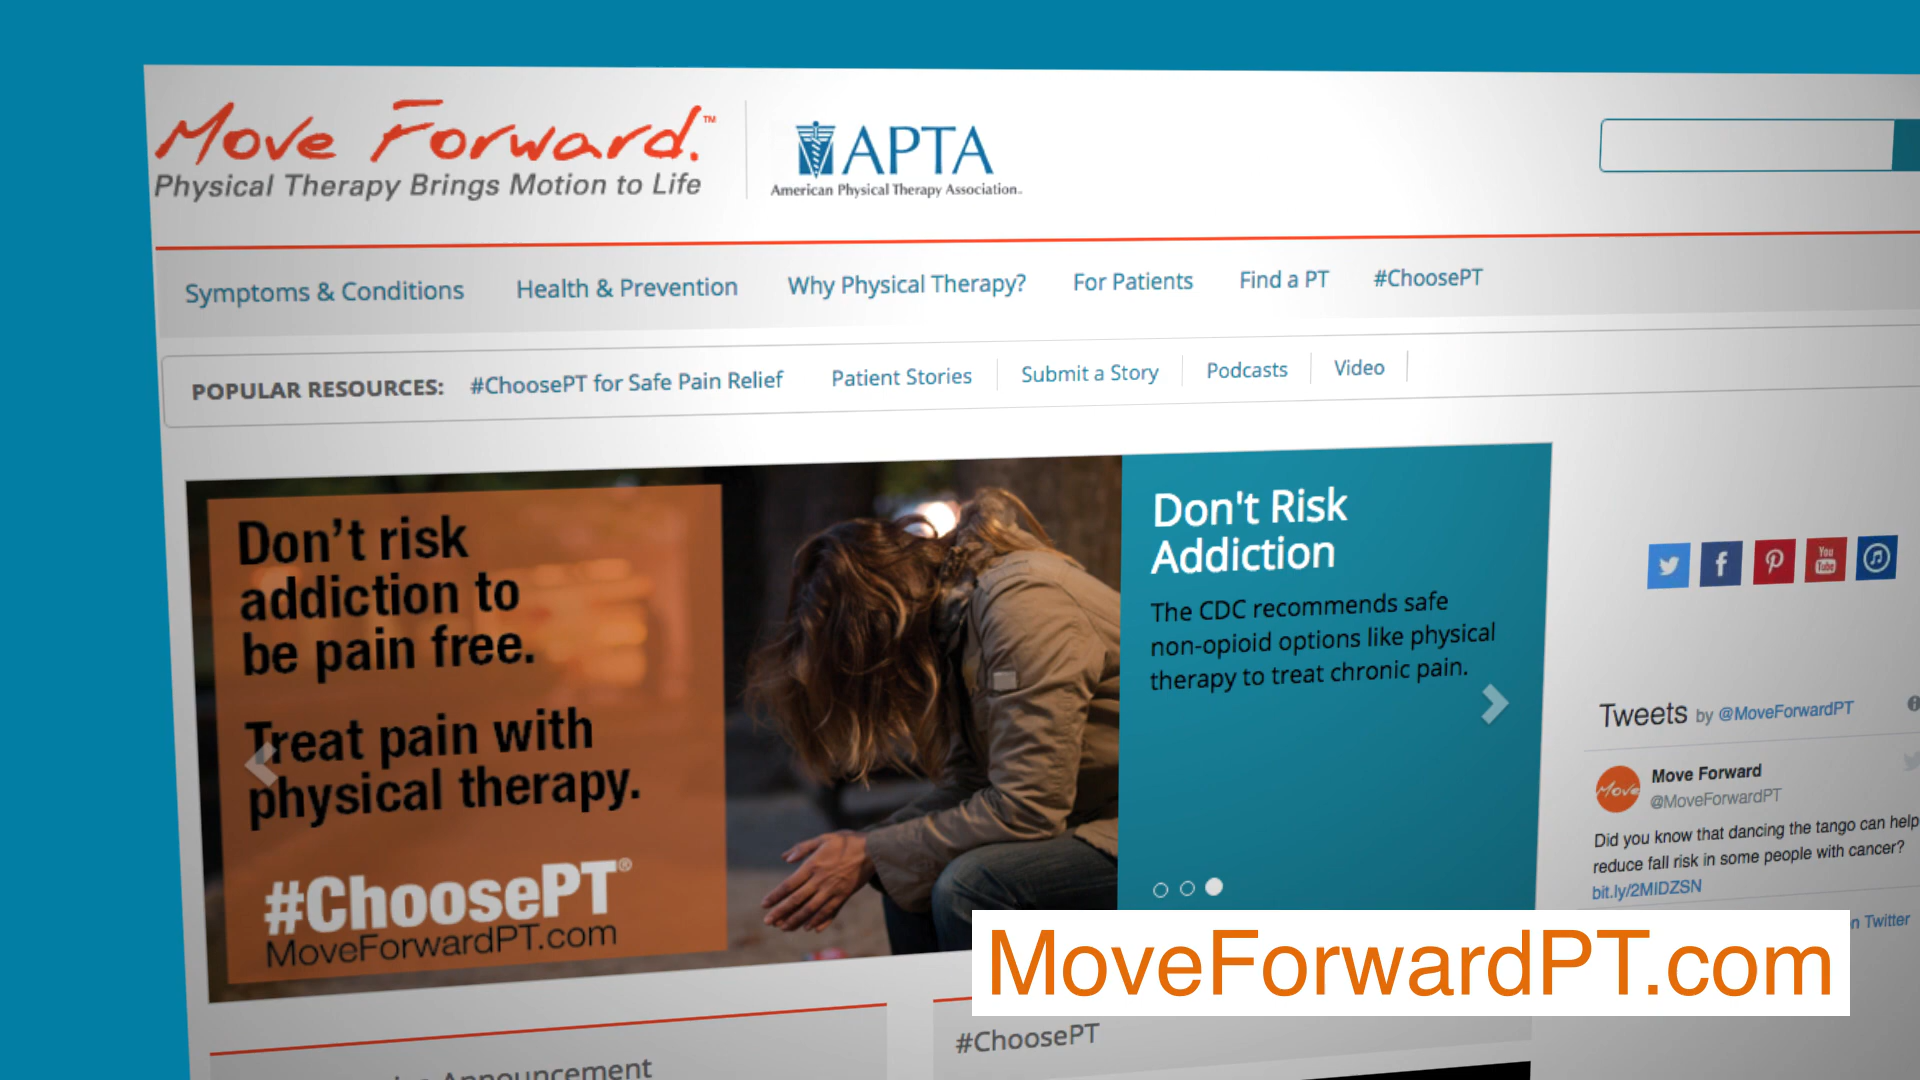 Move Forward.™
Physical Therapy Brings Motion to Life
APTA
American Physical Therapy Association.
Symptoms & Conditions
Health & Prevention
Why Physical Therapy?
For Patients
Find a PT
#ChoosePT
POPULAR RESOURCES:
#ChoosePT for Safe Pain Relief
Patient Stories
Submit a Story
Podcasts
Video
Don't risk
addiction to
be pain free.
Treat pain with
physical therapy.
#ChoosePT®
MoveForwardPT.com
Don't Risk
Addiction
The CDC recommends safe
non-opioid options like physical
therapy to treat chronic pain.
You
Tube
Tweets by @MoveForwardPT
Move
Move Forward
@MoveForwardPT
Did you know that dancing the tango can help
reduce fall risk in some people with cancer?
bit.ly/2MIDZSN
Twitter
MoveForwardPT.com
#ChoosePT
Announcement